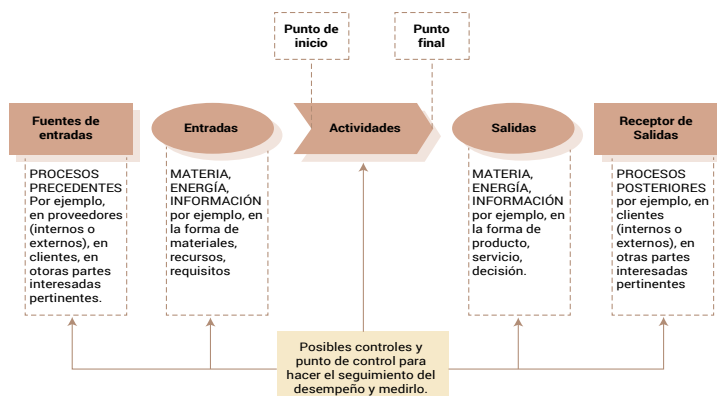 Punto de
inicio
Punto
final
Fuentes de
entradas
Entradas
Actividades
Salidas
Receptor de
Salidas
PROCESOS
PRECEDENTES
Por ejemplo,
en proveedores
(internos o
externos), en
clientes, en
otoras partes
interesadas
pertinentes.
MATERIA,
ENERGÍA,
INFORMACIÓN
por ejemplo, en
la forma de
materiales,
recursos,
requisitos
MATERIA,
ENERGÍA,
INFORMACIÓN
por ejemplo, en
la forma de
producto,
servicio,
decisión.
PROCESOS
POSTERIORES
por ejemplo, en
clientes
(internos o
externos), en
otras partes
interesadas
pertinentes
Posibles controles y
punto de control para
hacer el seguimiento del
desempeño y medirlo.